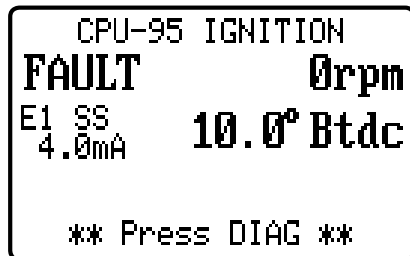 CPU-95 IGNITION
FAULT 0rpm
E1 SS
4.0mA 10.0° Btdc
** Press DIAG **